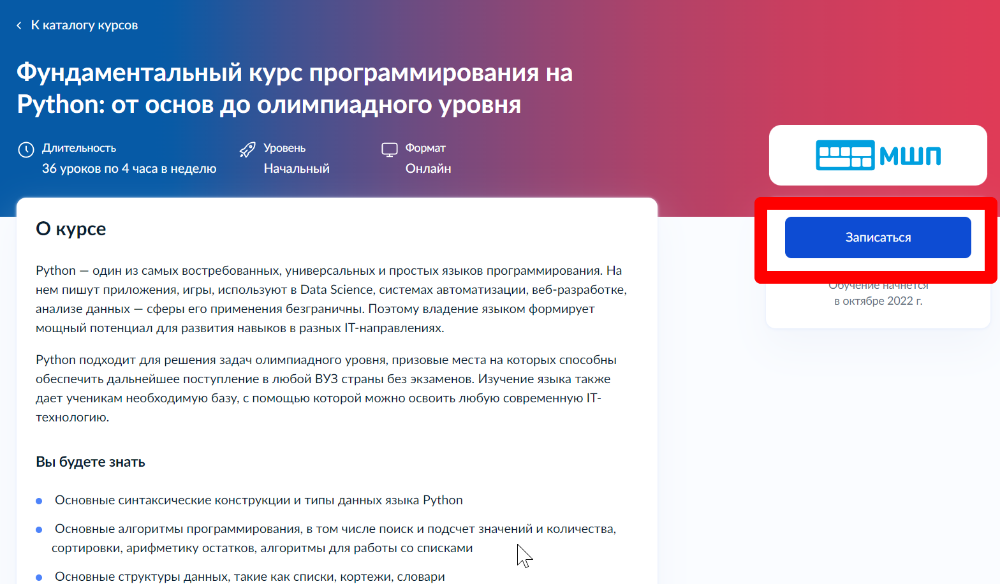 К каталогу курсов
Фундаментальный курс программирования на
Python: от основ до олимпиадного уровня
Длительность
36 уроков по 4 часа в неделю
Уровень
Начальный
Формат
Онлайн
МШП
Записаться
Обучение начнется
в октябре 2022 г.
О курсе
Python — один из самых востребованных, универсальных и простых языков программирования. На
нем пишут приложения, игры, используют в Data Science, системах автоматизации, веб-разработке,
анализе данных — сферы его применения безграничны. Поэтому владение языком формирует
мощный потенциал для развития навыков в разных IT-направлениях.
Python подходит для решения задач олимпиадного уровня, призовые места на которых способны
обеспечить дальнейшее поступление в любой ВУЗ страны без экзаменов. Изучение языка также
дает ученикам необходимую базу, с помощью которой можно освоить любую современную IT-
технологию.
Вы будете знать
Основные синтаксические конструкции и типы данных языка Python
Основные алгоритмы программирования, в том числе поиск и подсчет значений и количества,
сортировки, арифметику остатков, алгоритмы для работы со списками
Основные структуры данных, такие как списки, кортежи, словари